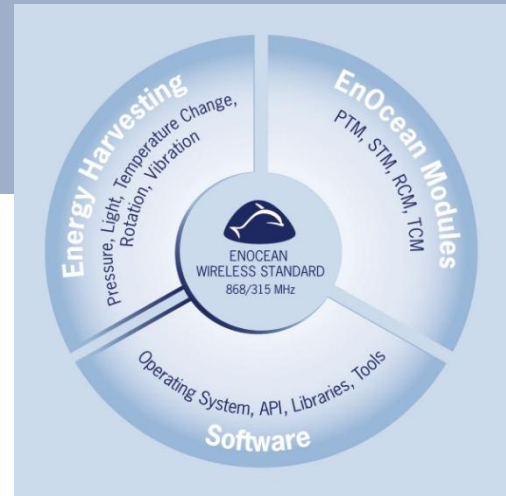 Energy Harvesting
Pressure, Light, Temperature Change,
Rotation, Vibration
EnOcean Modules
PTM, STM, RCM, TCM
ENOCEAN
WIRELESS STANDARD
868/315 MHz
Operating System, API, Libraries, Tools
Software